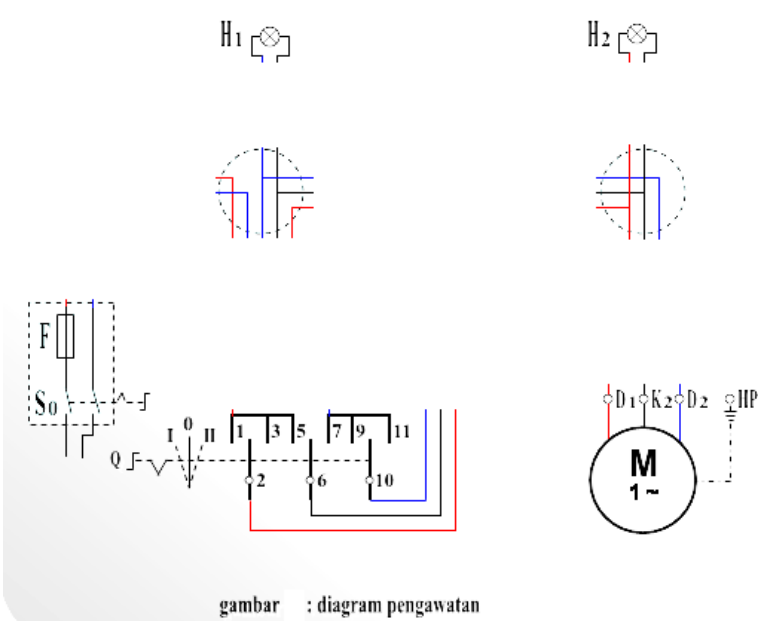 H1
H2
F
S0
I 0 II
Q
1 3 5 7 9 11
2 6 10
D1 K2 D2 HP
M
1 ~
gambar : diagram pengawatan